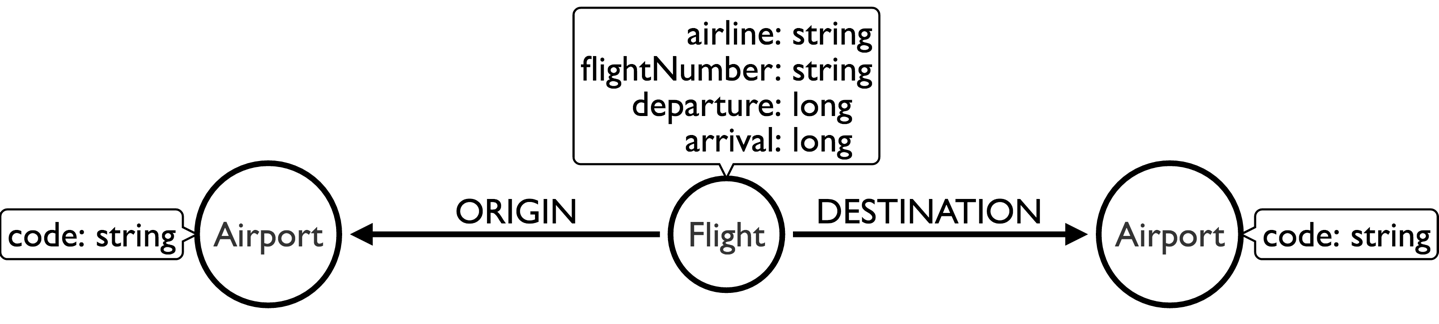 airline: string
flightNumber: string
departure: long
arrival: long
code: string
Airport
ORIGIN
Flight
DESTINATION
Airport
code: string